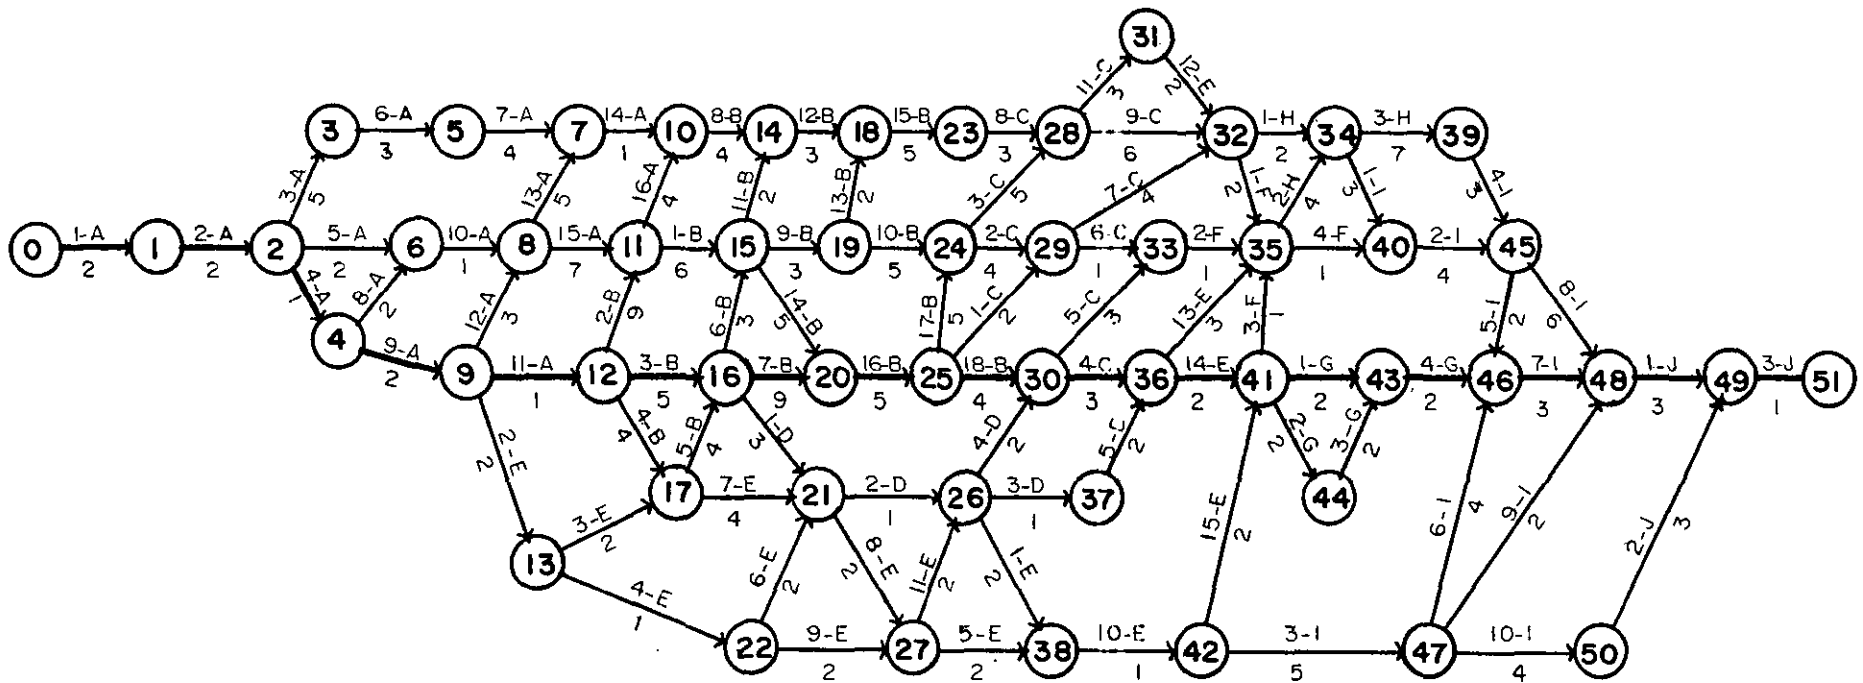 31
11-C
3
12-E
2
3
6-A
3
5
7-A
4
7
14-A
1
10
8-B
4
14
12-B
3
18
15-B
5
23
8-C
3
28
9-C
6
32
1-H
2
34
3-H
7
39
3-A
5
13-A
5
16-A
4
11-B
2
13-B
2
3-C
5
7-C
4
1-F
2
2-H
4
1-I
3
4-I
3
0
1-A
2
1
2-A
2
2
5-A
2
6
10-A
1
8
15-A
7
11
1-B
6
15
9-B
3
19
10-B
5
24
2-C
4
29
6-C
1
33
2-F
1
35
4-F
1
40
2-I
4
45
4-A
1
8-A
2
12-A
3
2-B
9
6-B
3
14-B
5
17-B
5
1-C
2
5-C
3
13-E
3
3-F
1
5-I
2
8-I
6
4
9-A
2
9
11-A
1
12
3-B
5
16
7-B
9
20
16-B
5
25
18-B
4
30
4-C
3
36
14-E
2
41
1-G
2
43
4-G
2
46
7-I
3
48
1-J
3
49
3-J
1
51
2-E
2
4-B
4
5-B
4
1-D
3
4-D
2
5-C
2
2-G
2
3-G
2
17
7-E
4
21
2-D
1
26
3-D
1
37
44
3-E
2
6-E
2
8-E
2
11-E
2
1-E
2
15-E
2
6-I
4
9-I
2
2-J
3
13
4-E
1
22
9-E
2
27
5-E
2
38
10-E
1
42
3-I
5
47
10-I
4
50